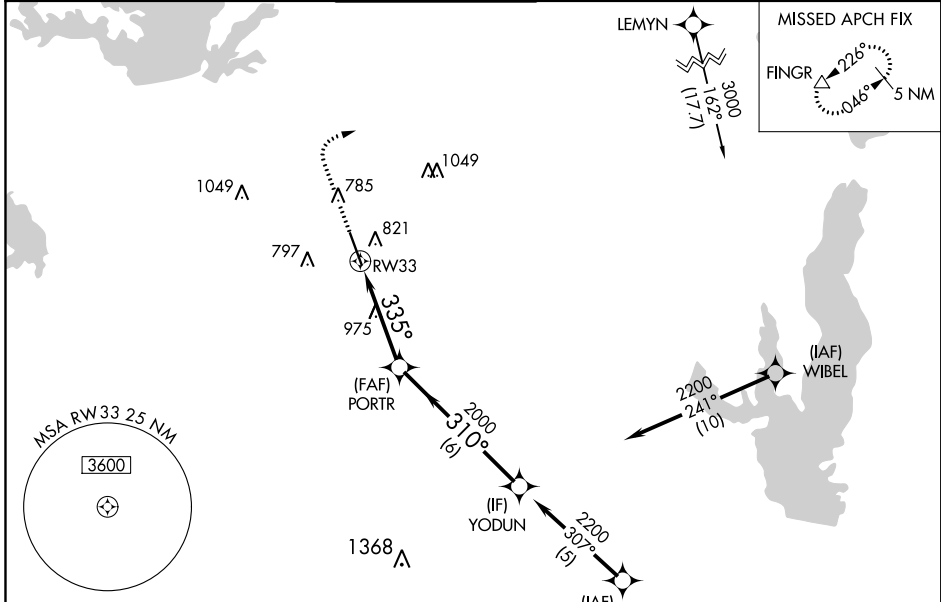 LEMYN
3000
162°
(17.7)
MISSED APCH FIX
FINGR
226°
046°
5 NM
1049
785
1049
821
797
RW33
335°
975
(FAF)
PORTR
2000
310°
(6)
(IAF)
WIBEL
2200
241°
(10)
MSA RW33 25 NM
3600
(IF)
YODUN
2200
307°
(5)
1368
(IAF)